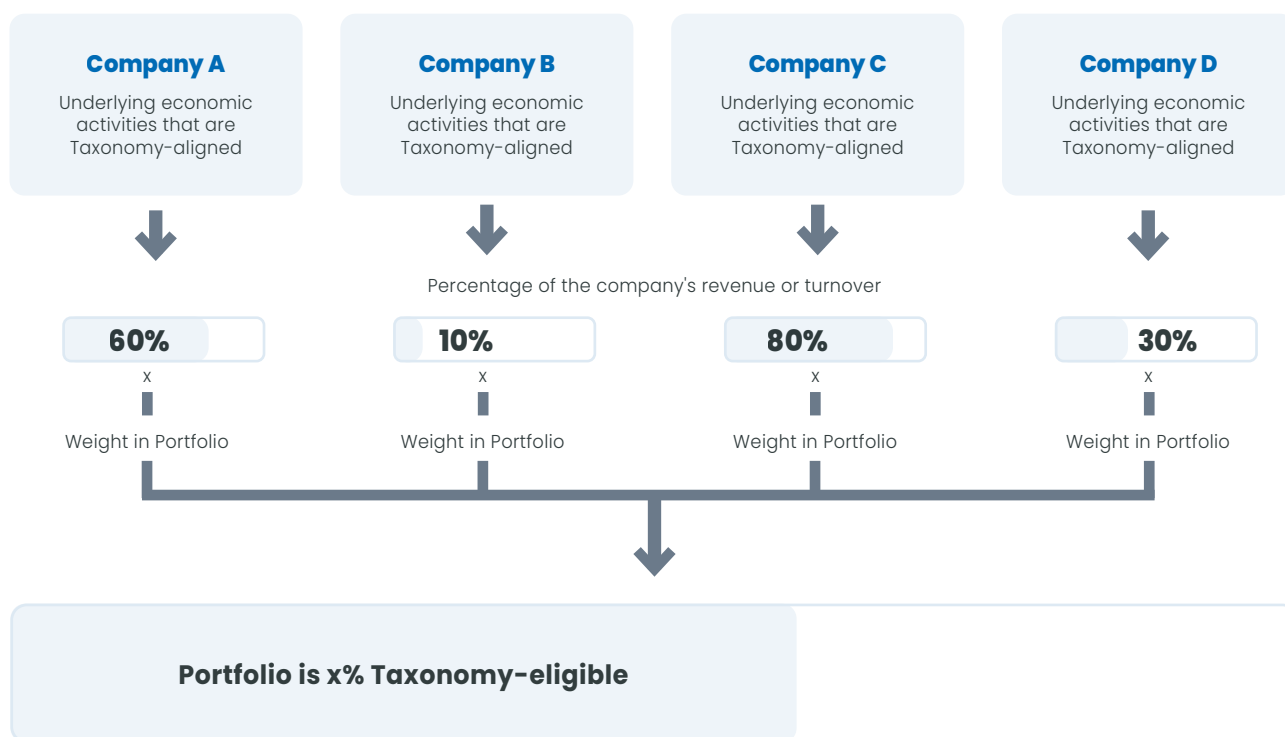 Company A
Underlying economic
activities that are
Taxonomy-aligned
Company B
Underlying economic
activities that are
Taxonomy-aligned
Company C
Underlying economic
activities that are
Taxonomy-aligned
Company D
Underlying economic
activities that are
Taxonomy-aligned
Percentage of the company's revenue or turnover
60%
10%
80%
30%
x
x
x
x
Weight in Portfolio
Weight in Portfolio
Weight in Portfolio
Weight in Portfolio
Portfolio is x% Taxonomy-eligible